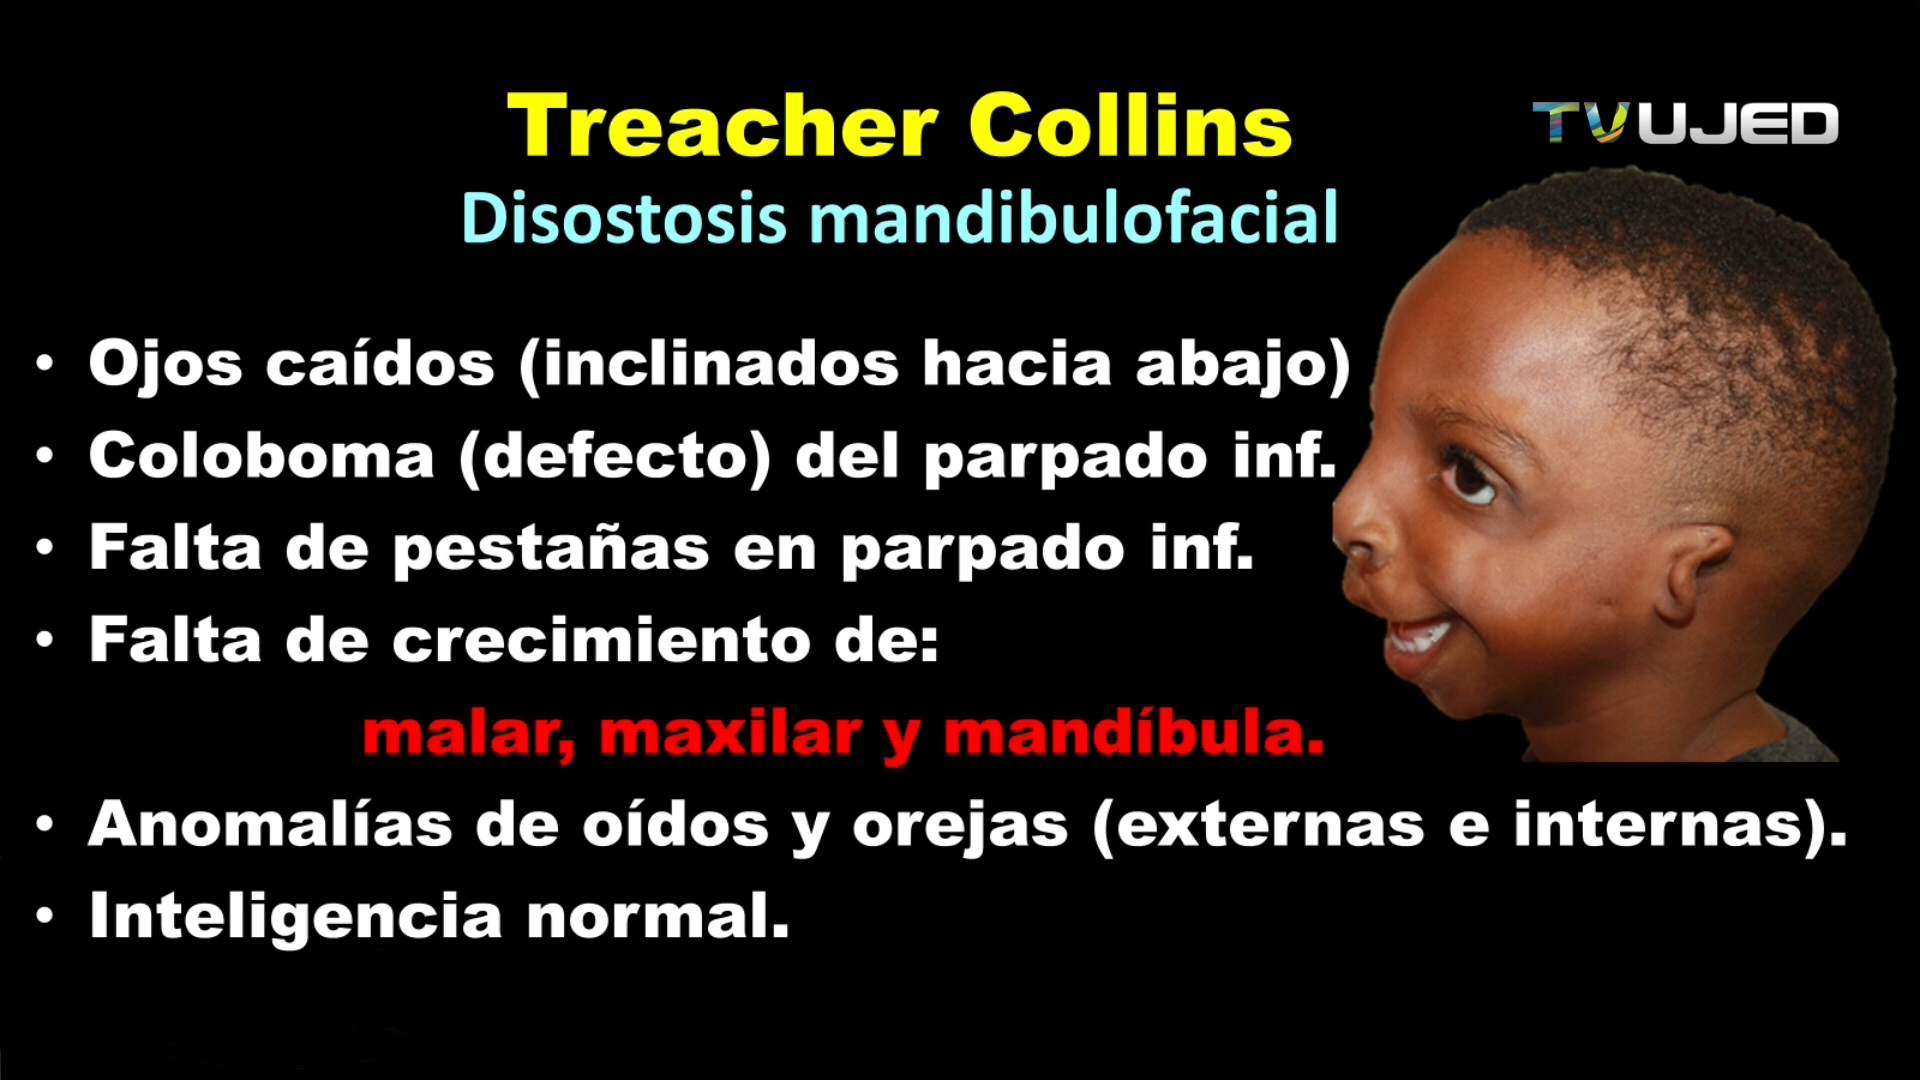 Treacher Collins
TVUJED
Disostosis mandibulofacial
• Ojos caídos (inclinados hacia abajo)
• Coloboma (defecto) del parpado inf.
• Falta de pestañas en parpado inf.
• Falta de crecimiento de:
malar, maxilar y mandíbula.
• Anomalías de oídos y orejas (externas e internas).
• Inteligencia normal.